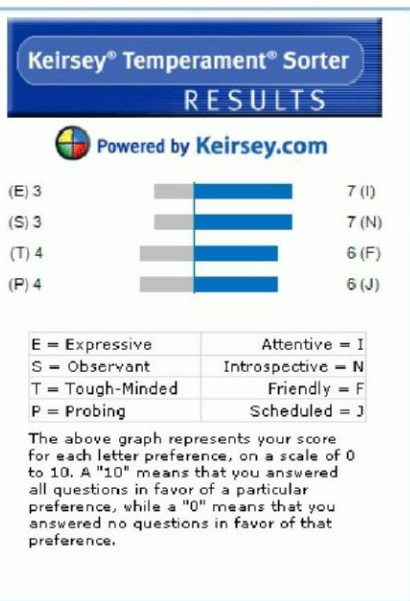 Keirsey® Temperament® Sorter
RESULTS
Powered by Keirsey.com
(E) 3 7 (I)
(S) 3 7 (N)
(T) 4 6 (F)
(P) 4 6 (J)
E = Expressive Attentive = I
S = Observant Introspective = N
T = Tough-Minded Friendly = F
P = Probing Scheduled = J
The above graph represents your score
for each letter preference, on a scale of 0
to 10. A "10" means that you answered
all questions in favor of a particular
preference, while a "0" means that you
answered no questions in favor of that
preference.